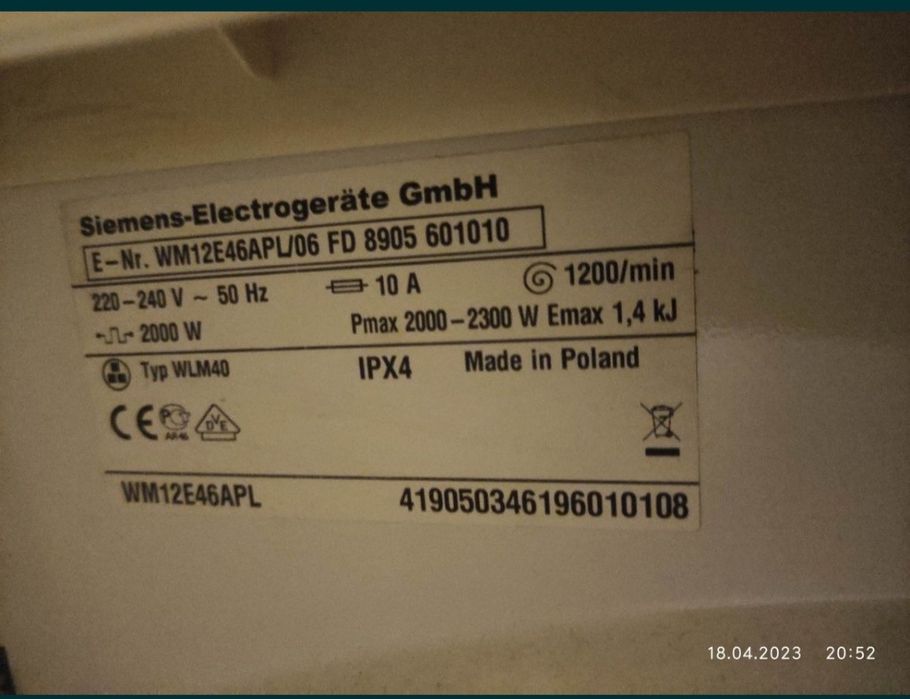 Siemens-Electrogeräte GmbH
E-Nr. WM12E46APL/06 FD 8905 601010
220-240 V ~ 50 Hz 10 A 1200/min
2000 W Pmax 2000-2300 W Emax 1,4 kJ
Typ WLM40 IPX4 Made in Poland
CE PC DVE
WM12E46APL 419050346196010108
18.04.2023 20:52